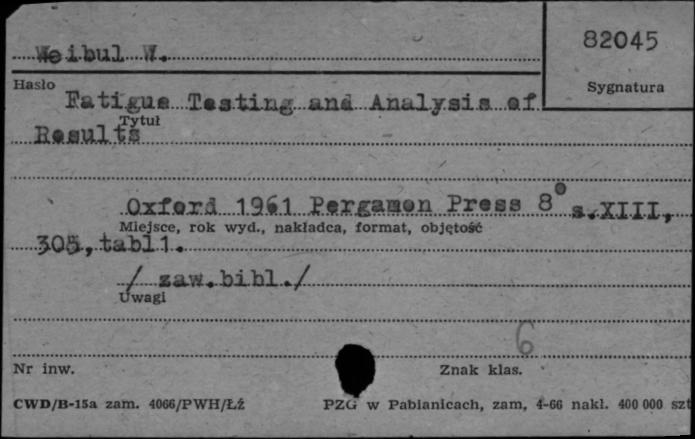 Weibul W.
82045
Hasło
Sygnatura
Fatigue Testing and Analysis of
Tytuł
Results
Oxford 1961 Pergamon Press 8° s.XIII,
Miejsce, rok wyd., nakładca, format, objętość
305, tabl1.
/ zaw.bibl./
Uwagi
6
Nr inw.
Znak klas.
CWD/B-15a zam. 4066/PWH/Łź
PZG w Pabianicach, zam, 4-66 nakł. 400 000 szt